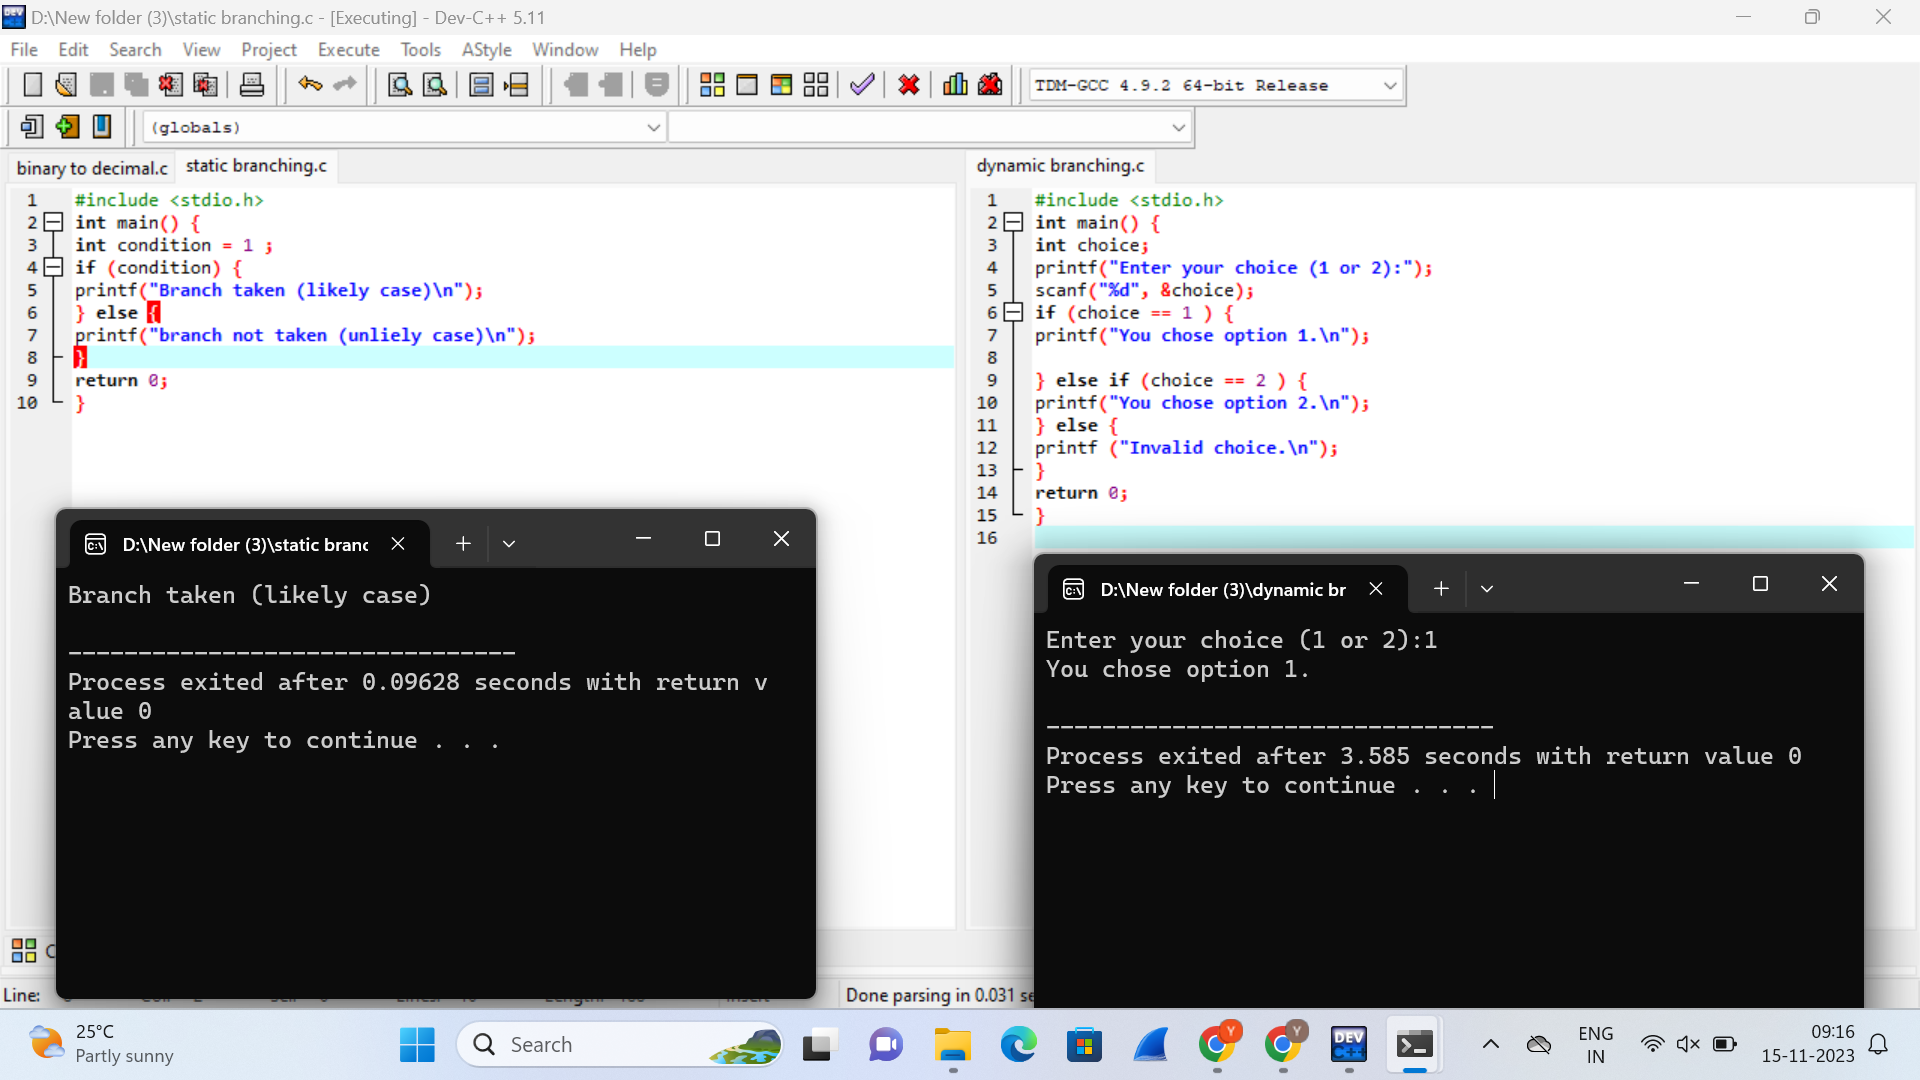 D:\New folder (3)\static branching.c - [Executing] - Dev-C++ 5.11
File Edit Search View Project Execute Tools AStyle Window Help
TDM-GCC 4.9.2 64-bit Release
(globals)
binary to decimal.c static branching.c
1 #include <stdio.h>
2 int main() {
3 int condition = 1 ;
4 if (condition) {
5 printf("Branch taken (likely case)\n");
6 } else {
7 printf("branch not taken (unliely case)\n");
8 }
9 return 0;
10 }
dynamic branching.c
1 #include <stdio.h>
2 int main() {
3 int choice;
4 printf("Enter your choice (1 or 2):");
5 scanf("%d", &choice);
6 if (choice == 1 ) {
7 printf("You chose option 1.\n");
8
9 } else if (choice == 2 ) {
10 printf("You chose option 2.\n");
11 } else {
12 printf ("Invalid choice.\n");
13 }
14 return 0;
15 }
16
D:\New folder (3)\static branc
Branch taken (likely case)
--------------------------------
Process exited after 0.09628 seconds with return v
alue 0
Press any key to continue . . .
D:\New folder (3)\dynamic br
Enter your choice (1 or 2):1
You chose option 1.
--------------------------------
Process exited after 3.585 seconds with return value 0
Press any key to continue . . .
Line:
Done parsing in 0.031 se
25°C
Partly sunny
Search
DEV
C++
ENG
IN
09:16
15-11-2023